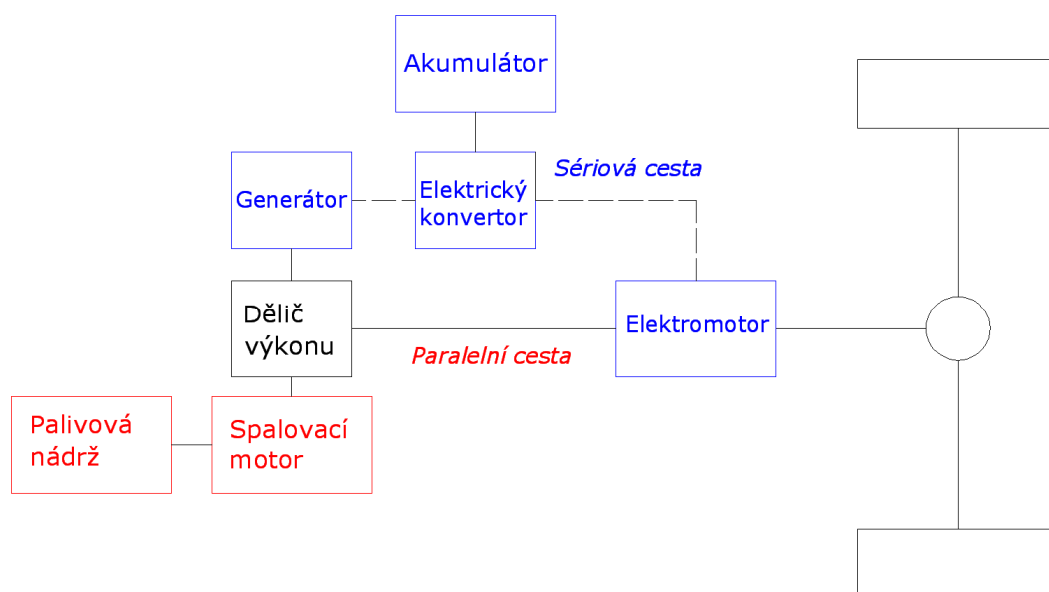 Akumulátor
Sériová cesta
Generátor
Elektrický
konvertor
Dělič
výkonu
Elektromotor
Paralelní cesta
Palivová
nádrž
Spalovací
motor